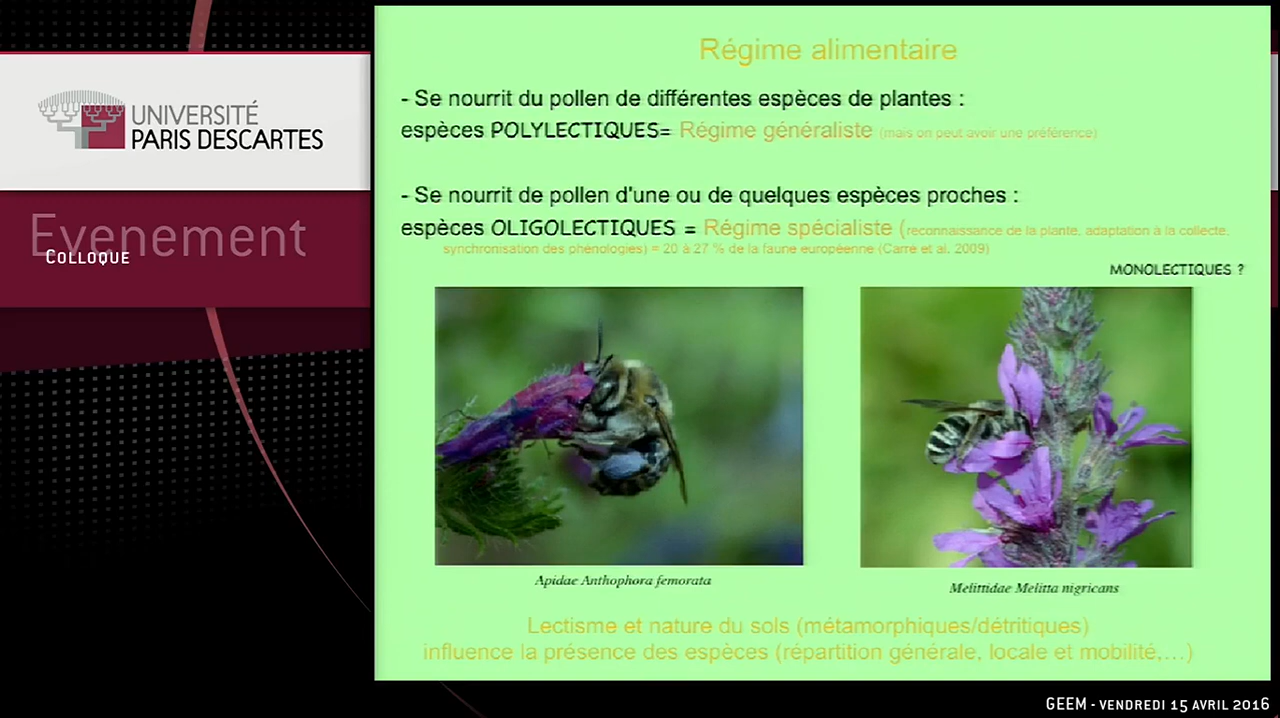 UNIVERSITÉ
PARIS DESCARTES
Evenement
COLLOQUE
Régime alimentaire
- Se nourrit du pollen de différentes espèces de plantes :
espèces POLYLECTIQUES= Régime généraliste (mais on peut avoir une préférence)
- Se nourrit de pollen d'une ou de quelques espèces proches :
espèces OLIGOLECTIQUES = Régime spécialiste (reconnaissance de la plante, adaptation à la collecte,
synchronisation des phénologies) = 20 à 27 % de la faune européenne (Carré et al. 2009)
MONOLECTIQUES ?
Apidae Anthophora femorata
Melittidae Melitta nigricans
Lectisme et nature du sols (métamorphiques/détritiques)
influence la présence des espèces (répartition générale, locale et mobilité,...)
GEEM - VENDREDI 15 AVRIL 2016